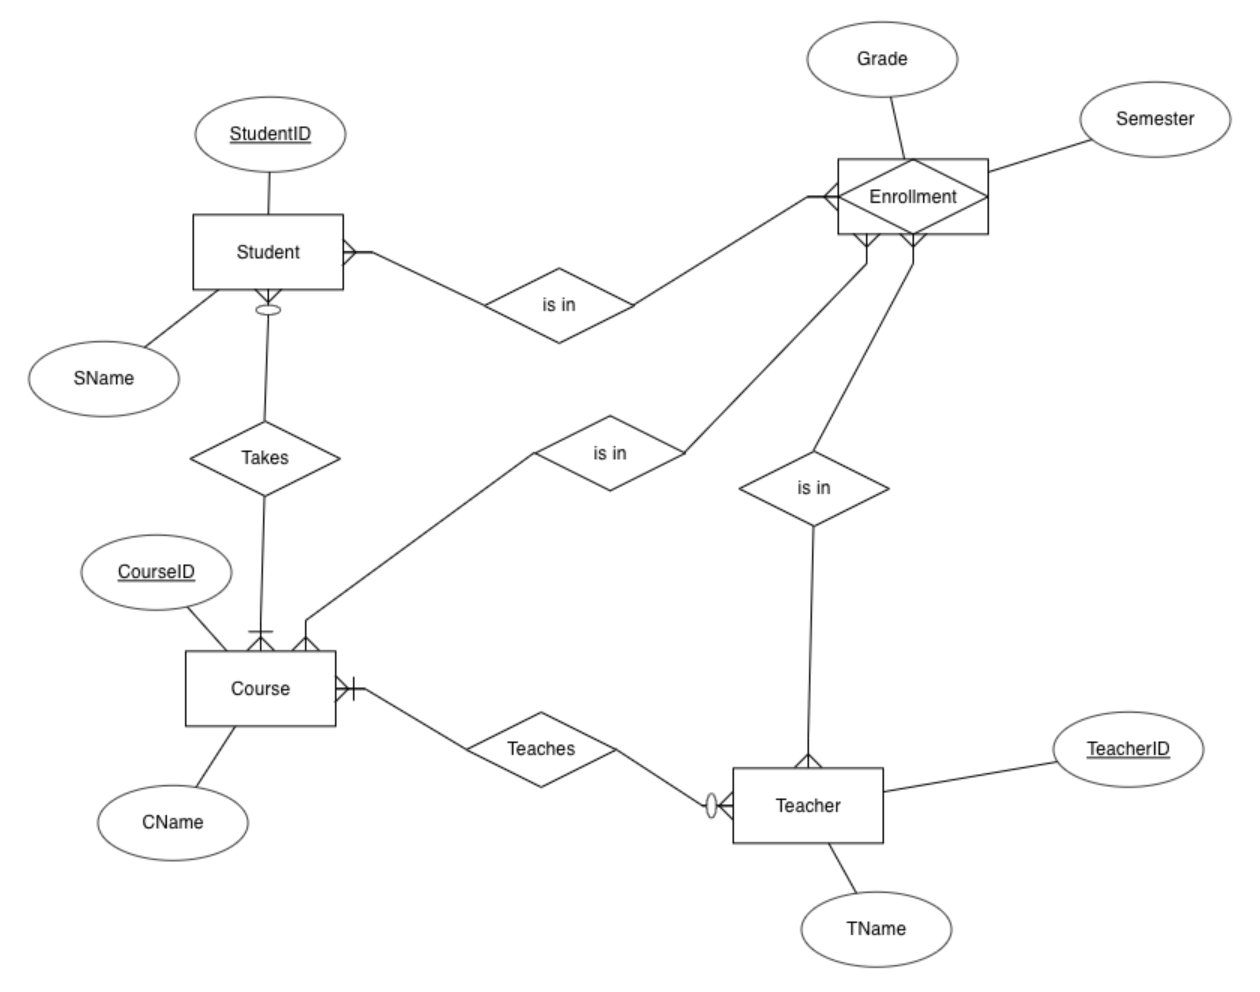 Grade
Semester
StudentID
Enrollment
Student
is in
SName
Takes
is in
is in
CourseID
Course
Teaches
TeacherID
Teacher
CName
TName